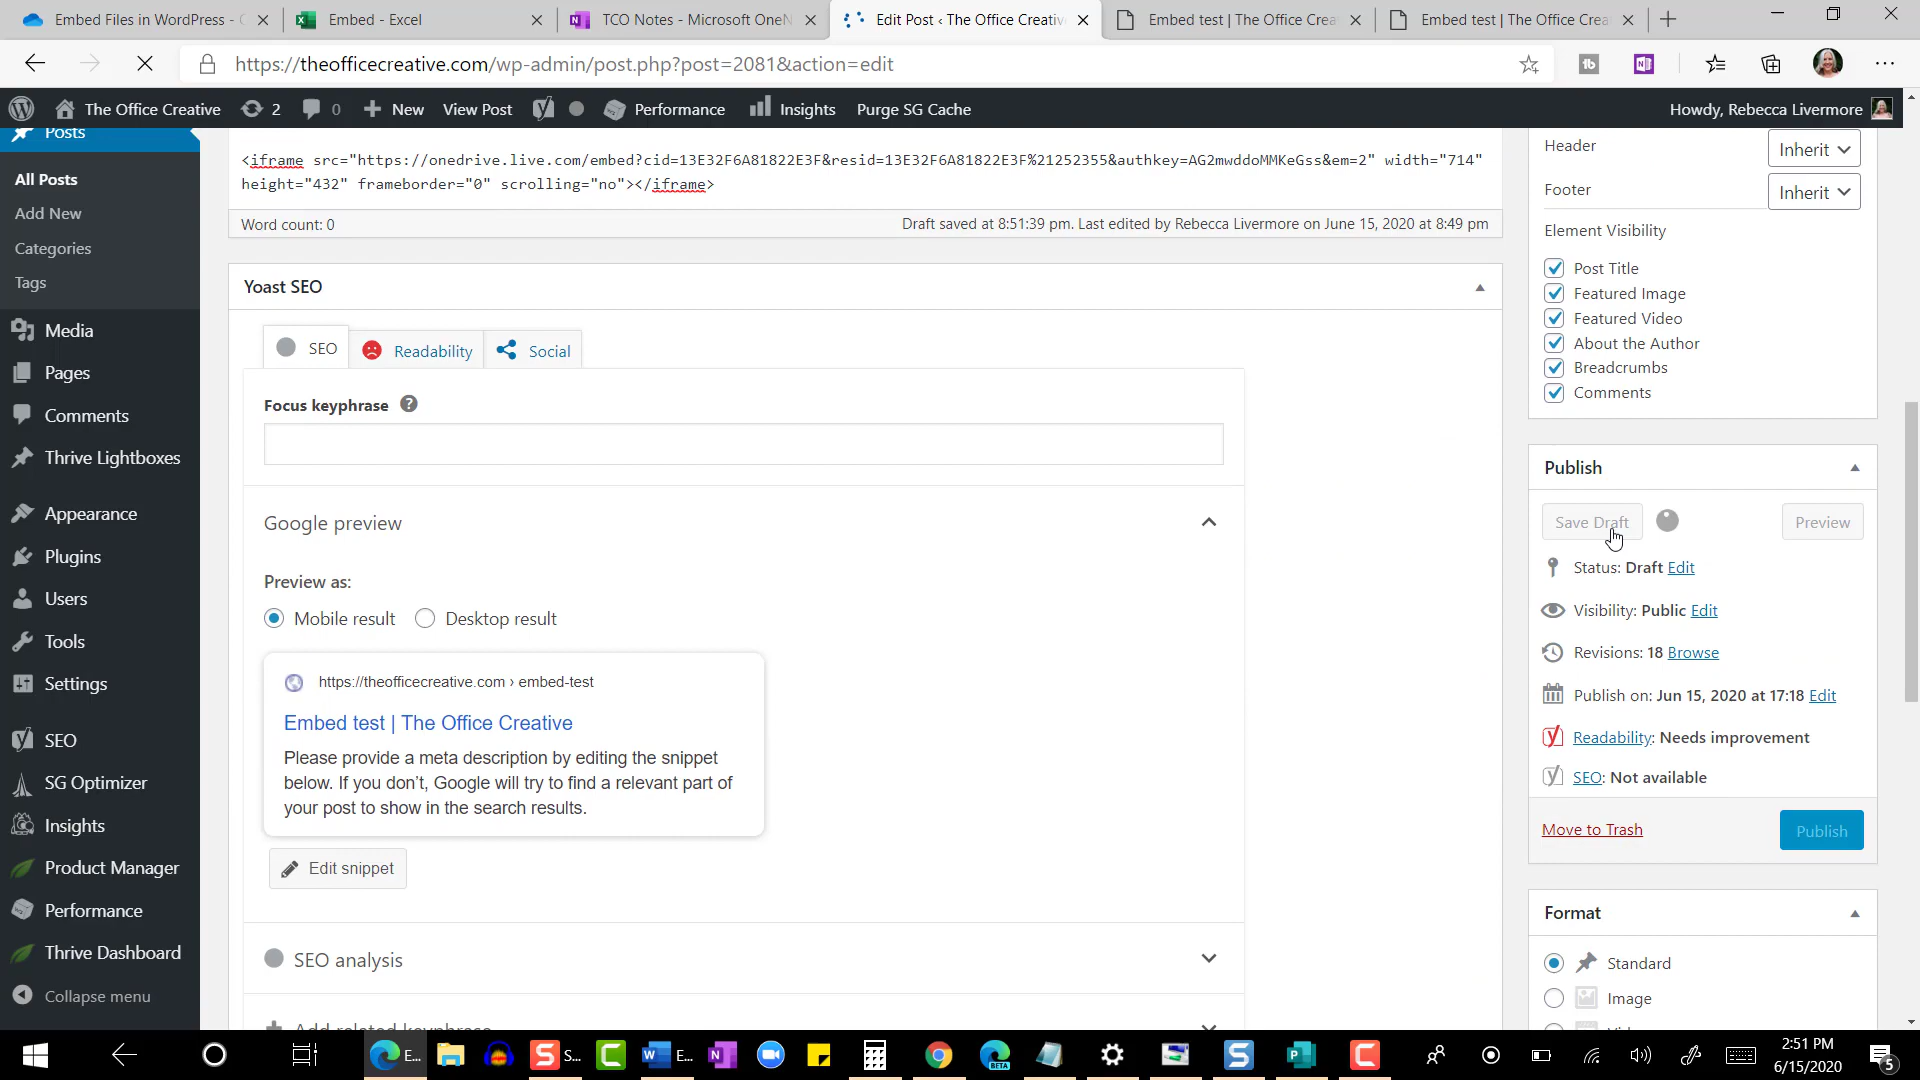 Embed Files in WordPress -
Embed - Excel
TCO Notes - Microsoft OneN
Edit Post ‹ The Office Creativ
Embed test | The Office Crea
Embed test | The Office Crea
https://theofficecreative.com/wp-admin/post.php?post=2081&action=edit
The Office Creative
2
0
New
View Post
Performance
Insights
Purge SG Cache
Howdy, Rebecca Livermore
Posts
All Posts
Add New
Categories
Tags
Media
Pages
Comments
Thrive Lightboxes
Appearance
Plugins
Users
Tools
Settings
SEO
SG Optimizer
Insights
Product Manager
Performance
Thrive Dashboard
Collapse menu
<iframe src="https://onedrive.live.com/embed?cid=13E32F6A81822E3F&resid=13E32F6A81822E3F%21252355&authkey=AG2mwddoMMKeGss&em=2" width="714"
height="432" frameborder="0" scrolling="no"></iframe>
Word count: 0
Draft saved at 8:51:39 pm. Last edited by Rebecca Livermore on June 15, 2020 at 8:49 pm
Yoast SEO
SEO
Readability
Social
Focus keyphrase
Google preview
Preview as:
Mobile result
Desktop result
https://theofficecreative.com › embed-test
Embed test | The Office Creative
Please provide a meta description by editing the snippet
below. If you don't, Google will try to find a relevant part of
your post to show in the search results.
Edit snippet
SEO analysis
Add related keyphrase
Header
Inherit
Footer
Inherit
Element Visibility
Post Title
Featured Image
Featured Video
About the Author
Breadcrumbs
Comments
Publish
Save Draft
Preview
Status: Draft Edit
Visibility: Public Edit
Revisions: 18 Browse
Publish on: Jun 15, 2020 at 17:18 Edit
Readability: Needs improvement
SEO: Not available
Move to Trash
Publish
Format
Standard
Image
E...
S...
E...
BETA
2:51 PM
6/15/2020
5